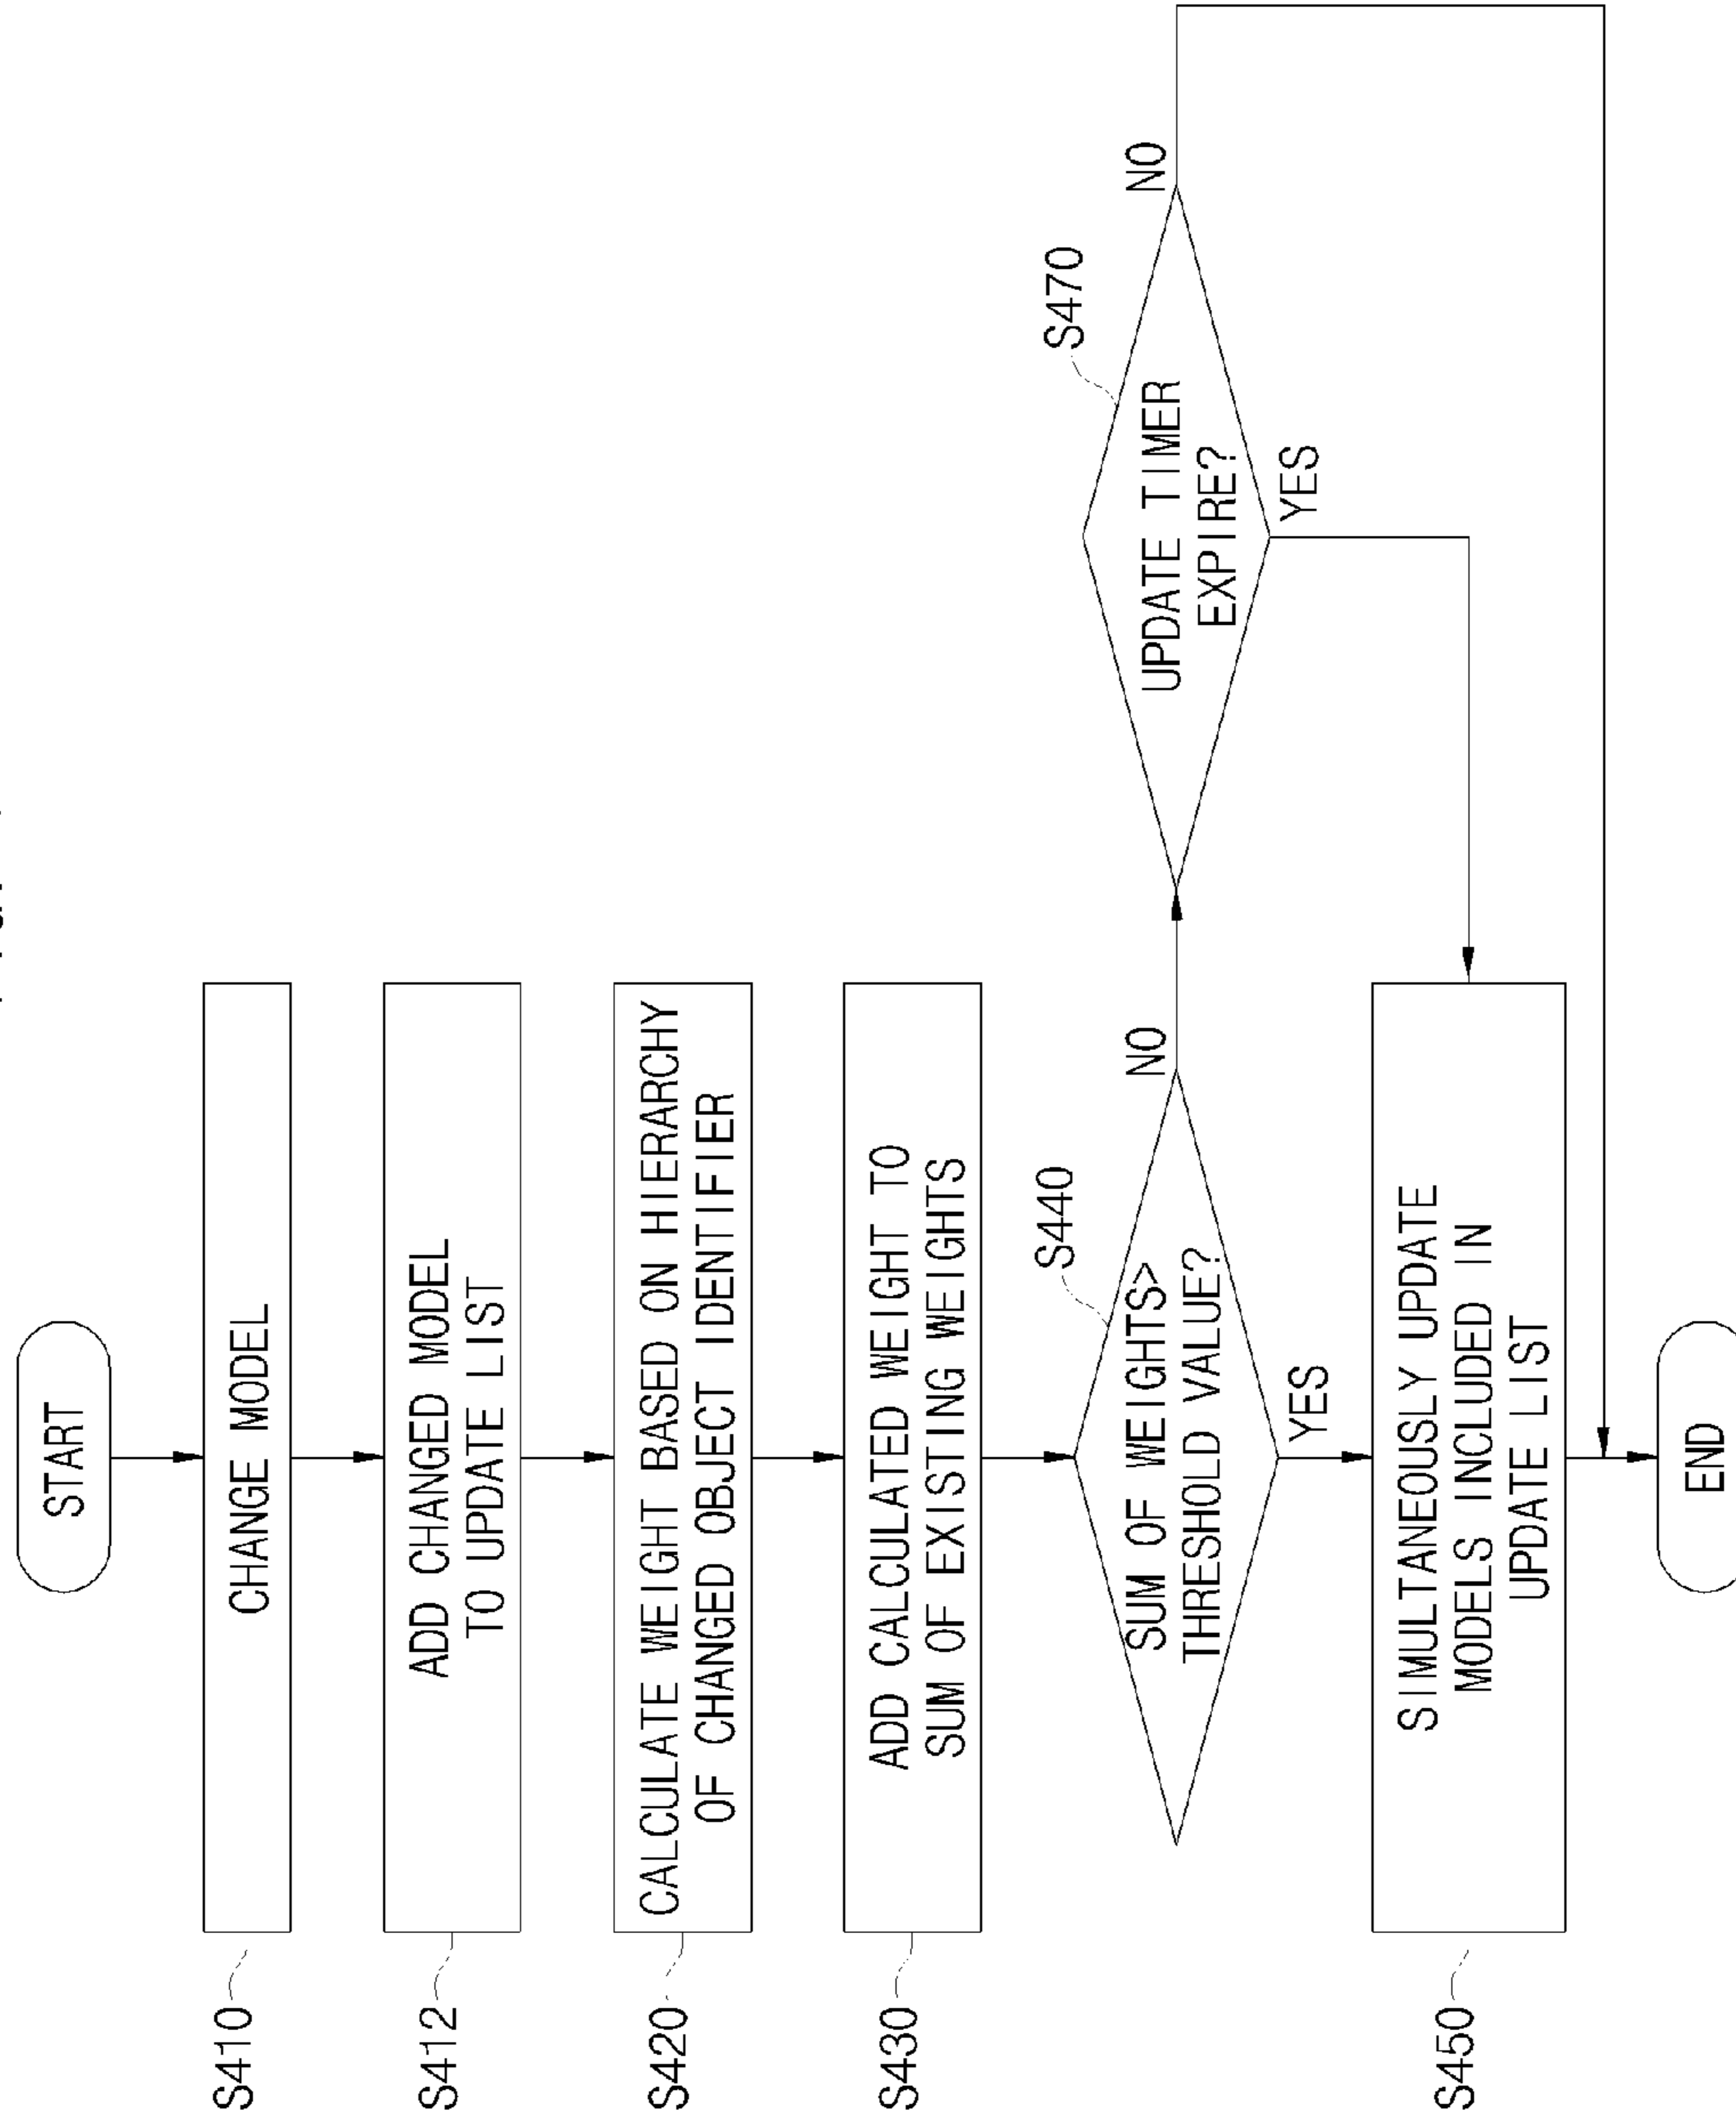 START
S410
CHANGE MODEL
S412
ADD CHANGED MODEL
TO UPDATE LIST
S420
CALCULATE WEIGHT BASED ON HIERARCHY
OF CHANGED OBJECT IDENTIFIER
S430
ADD CALCULATED WEIGHT TO
SUM OF EXISTING WEIGHTS
S440
SUM OF WEIGHTS>
THRESHOLD VALUE?
NO
YES
S470
UPDATE TIMER
EXPIRE?
NO
YES
S450
SIMULTANEOUSLY UPDATE
MODELS INCLUDED IN
UPDATE LIST
END